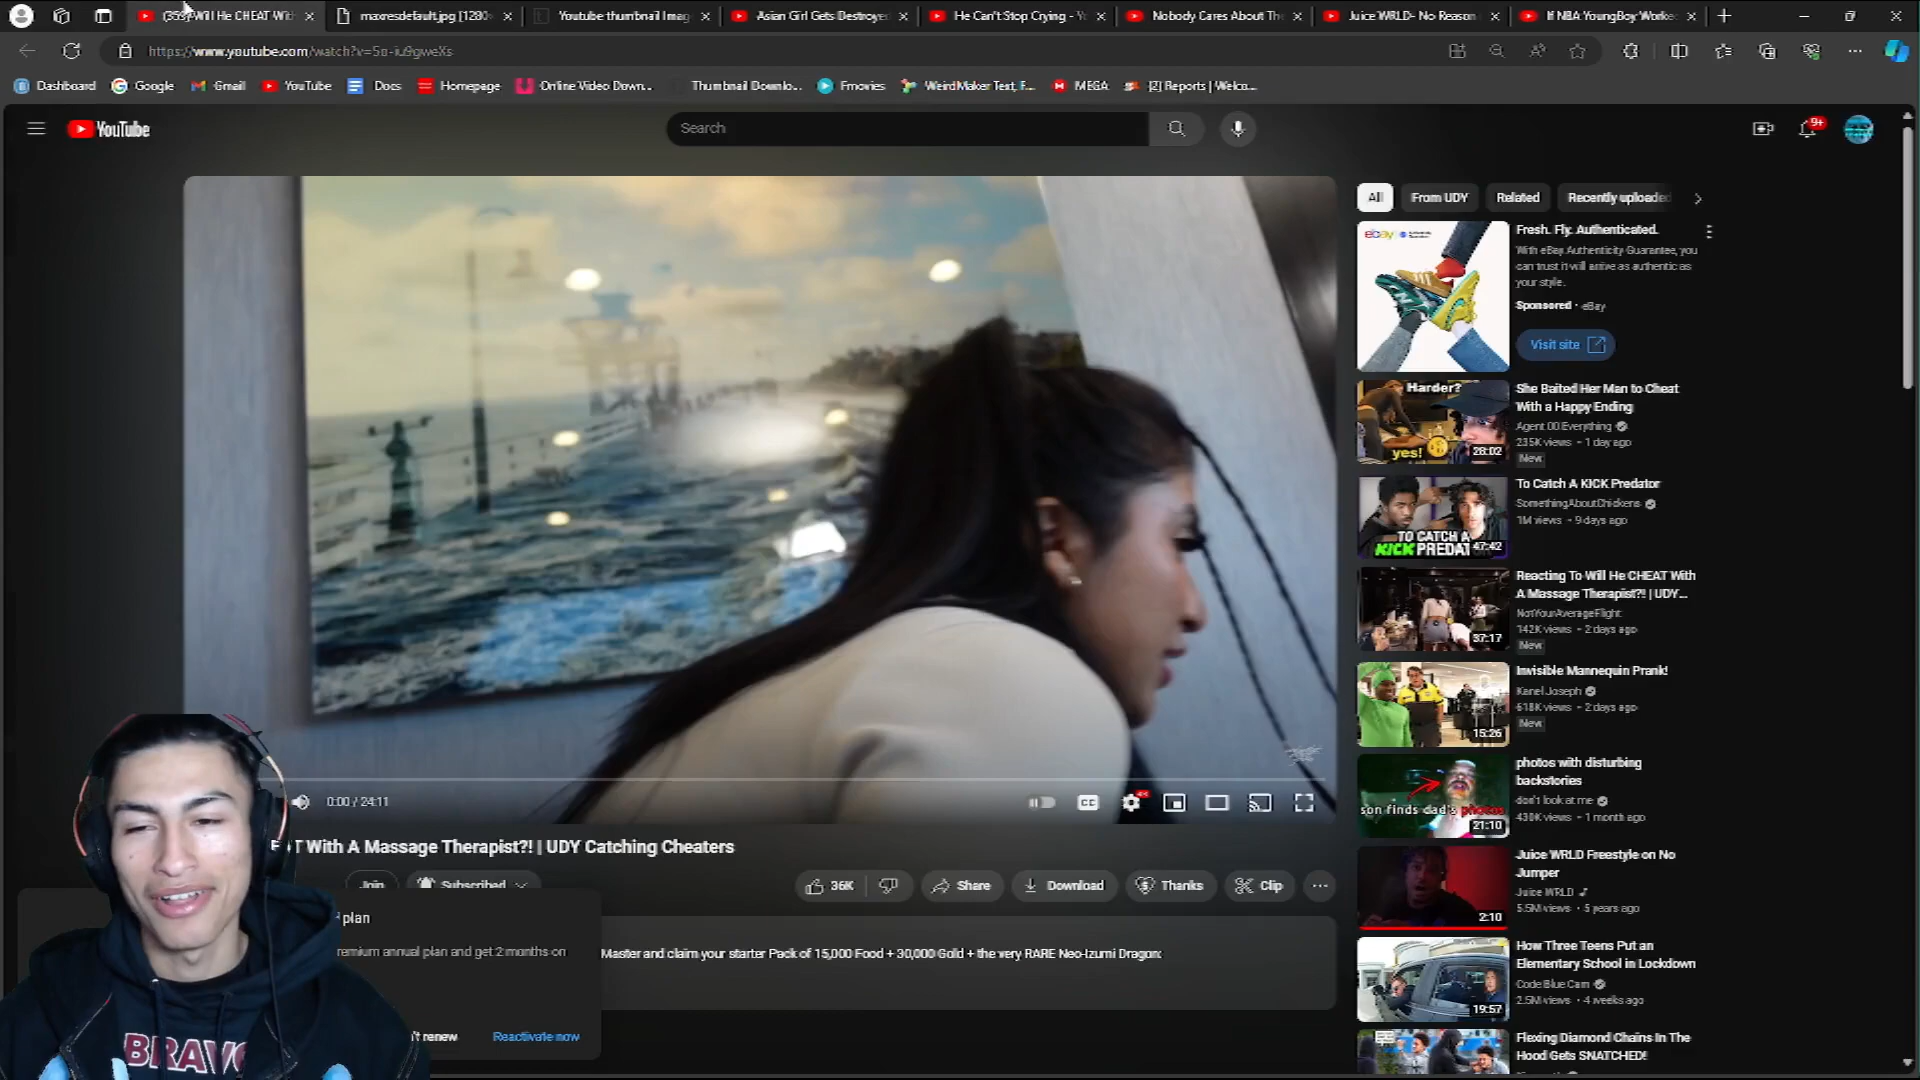 (353) Will He CHEAT With
maxresdefault.jpg (1280
Youtube thumbnail Imag
Asian Girl Gets Destroye
He Can't Stop Crying - Y
Nobody Cares About Th
Juice WRLD- No Reason
If NBA YoungBoy Worke
https://www.youtube.com/watch?v=5o-iu9gweXs
Dashboard
Google
Gmail
YouTube
Docs
Homepage
Online Video Down...
Thumbnail Downlo...
Fmovies
WeirdMaker Text, F...
MEGA
[2] Reports | Welco...
YouTube
Search
9+
All
From UDY
Related
Recently uploaded
ebay
Fresh. Fly. Authenticated.
With eBay Authenticity Guarantee, you
can trust it will arrive as authentic as
your style.
Sponsored · eBay
Visit site
Harder?
yes!
28:02
She Baited Her Man to Cheat
With a Happy Ending
Agent 00 Everything
235K views · 1 day ago
New
TO CATCH A
KICK PREDAT
47:42
To Catch A KICK Predator
SomethingAboutChickens
1M views · 9 days ago
37:17
Reacting To Will He CHEAT With
A Massage Therapist?! | UDY...
NotYourAverageFlight
142K views · 2 days ago
New
15:26
Invisible Mannequin Prank!
Kanel Joseph
618K views · 2 days ago
New
son finds dad's photos
21:10
photos with disturbing
backstories
don't look at me
430K views · 1 month ago
2:10
Juice WRLD Freestyle on No
Jumper
Juice WRLD
5.5M views · 5 years ago
19:57
How Three Teens Put an
Elementary School in Lockdown
Code Blue Cam
2.5M views · 4 weeks ago
Flexing Diamond Chains In The
Hood Gets SNATCHED!
0:00 / 24:11
CC
T With A Massage Therapist?! | UDY Catching Cheaters
Join
Subscribed
36K
Share
Download
Thanks
Clip
plan
remium annual plan and get 2 months on
't renew
Reactivate now
Master and claim your starter Pack of 15,000 Food + 30,000 Gold + the very RARE Neo-Izumi Dragon:
BRAV